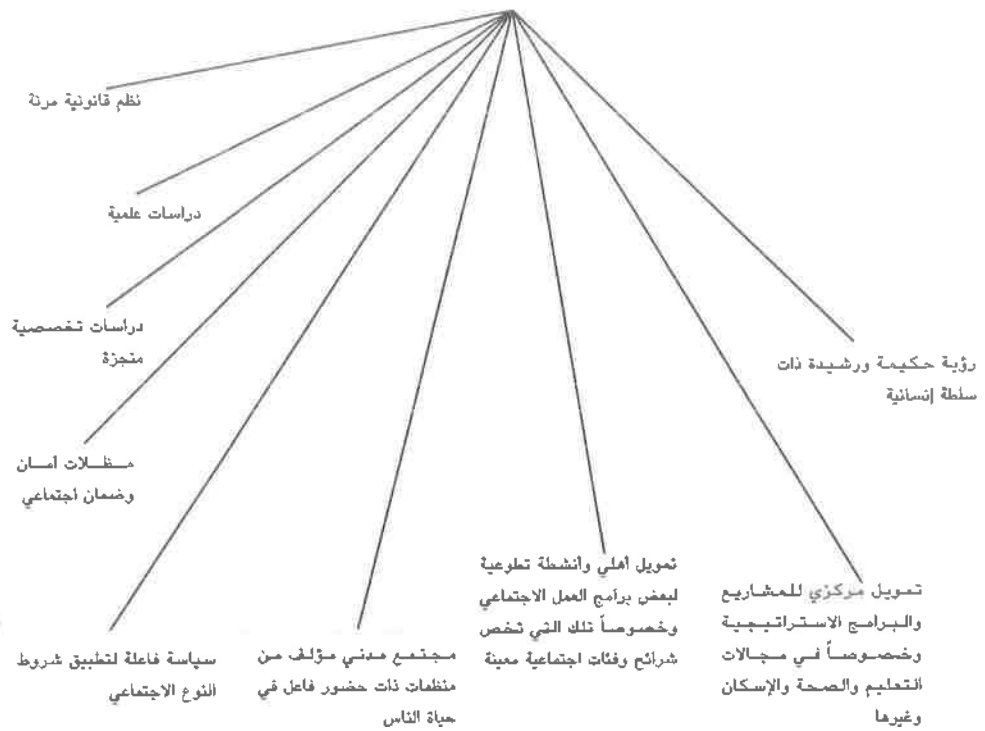 رؤية حكيمة ورشيدة ذات
سلطة إنسانية
تمويل مركزي للمشاريع
والبرامج الاستراتيجية
وخصوصاً في مجالات
التعليم والصحة والإسكان
وغيرها
تمويل أهلي وأنشطة تطوعية
لبعض برامج العمل الاجتماعي
وخصوصاً تلك التي تخص
شرائح وفئات اجتماعية معينة
مجتمع مدني مؤلف من
منظمات ذات حضور فاعل في
حياة الناس
سياسة فاعلة لتطبيق شروط
النوع الاجتماعي
مظلات أمان
وضمان اجتماعي
دراسات تخصصية
منجزة
دراسات علمية
نظم قانونية مرنة